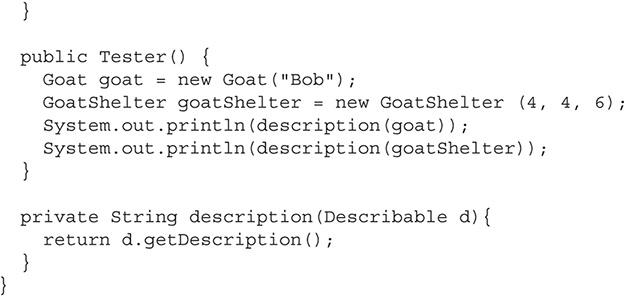 }

  public Tester() {
    Goat goat = new Goat("Bob");
    GoatShelter goatShelter = new GoatShelter (4, 4, 6);
    System.out.println(description(goat));
    System.out.println(description(goatShelter));
  }

  private String description(Describable d){
    return d.getDescription();
  }
}